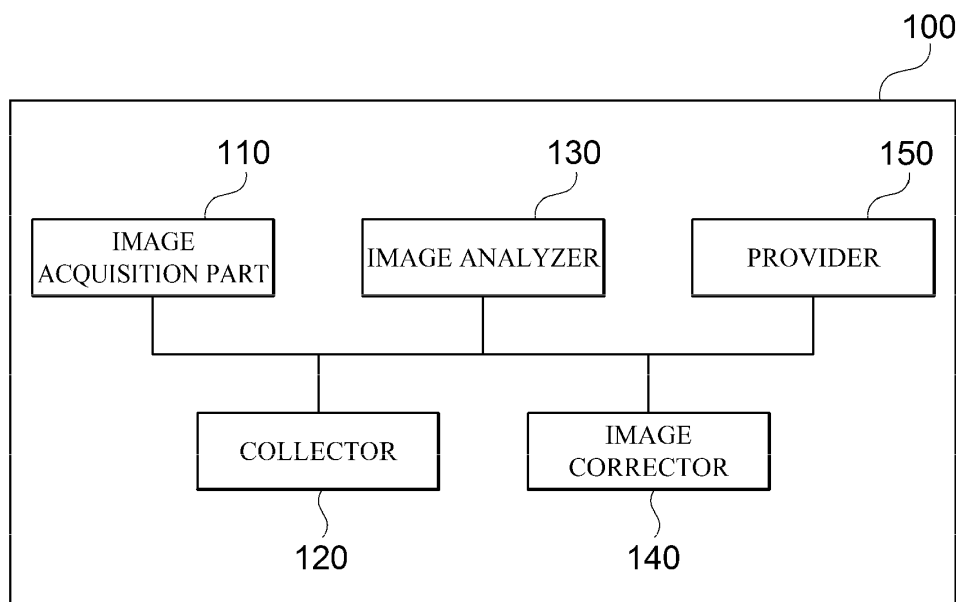 100
110
130
150
IMAGE
ACQUISITION PART
IMAGE ANALYZER
PROVIDER
COLLECTOR
IMAGE
CORRECTOR
120
140